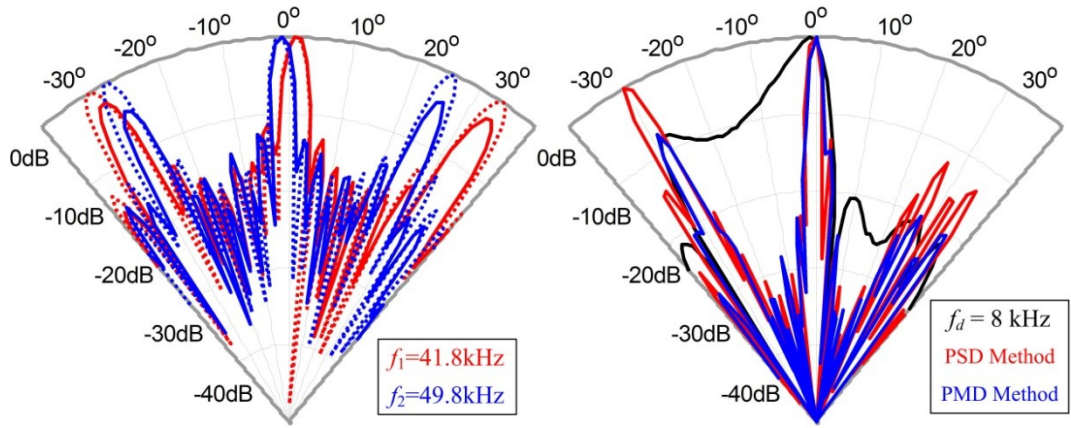 -30° -20° -10° 0° 10° 20° 30°
0dB
-10dB
-20dB
-30dB
-40dB
f₁=41.8kHz
f₂=49.8kHz
-30° -20° -10° 0° 10° 20° 30°
0dB
-10dB
-20dB
-30dB
-40dB
f_d = 8 kHz
PSD Method
PMD Method